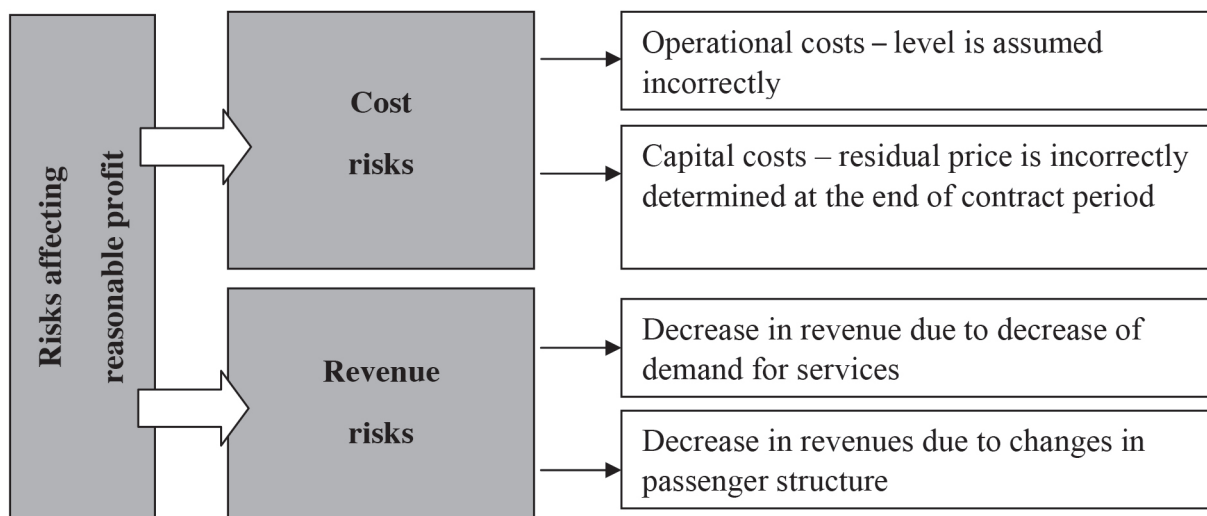 Risks affecting
reasonable profit
Cost
risks
Operational costs – level is assumed
incorrectly
Capital costs – residual price is incorrectly
determined at the end of contract period
Revenue
risks
Decrease in revenue due to decrease of
demand for services
Decrease in revenues due to changes in
passenger structure